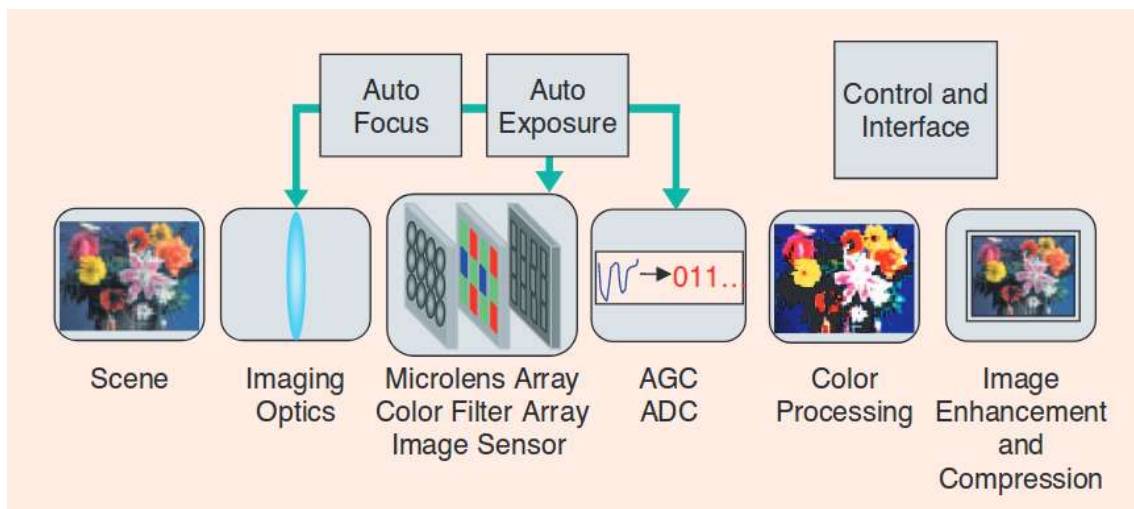 Auto
Focus
Auto
Exposure
Control and
Interface
011...
Scene
Imaging
Optics
Microlens Array
Color Filter Array
Image Sensor
AGC
ADC
Color
Processing
Image
Enhancement
and
Compression